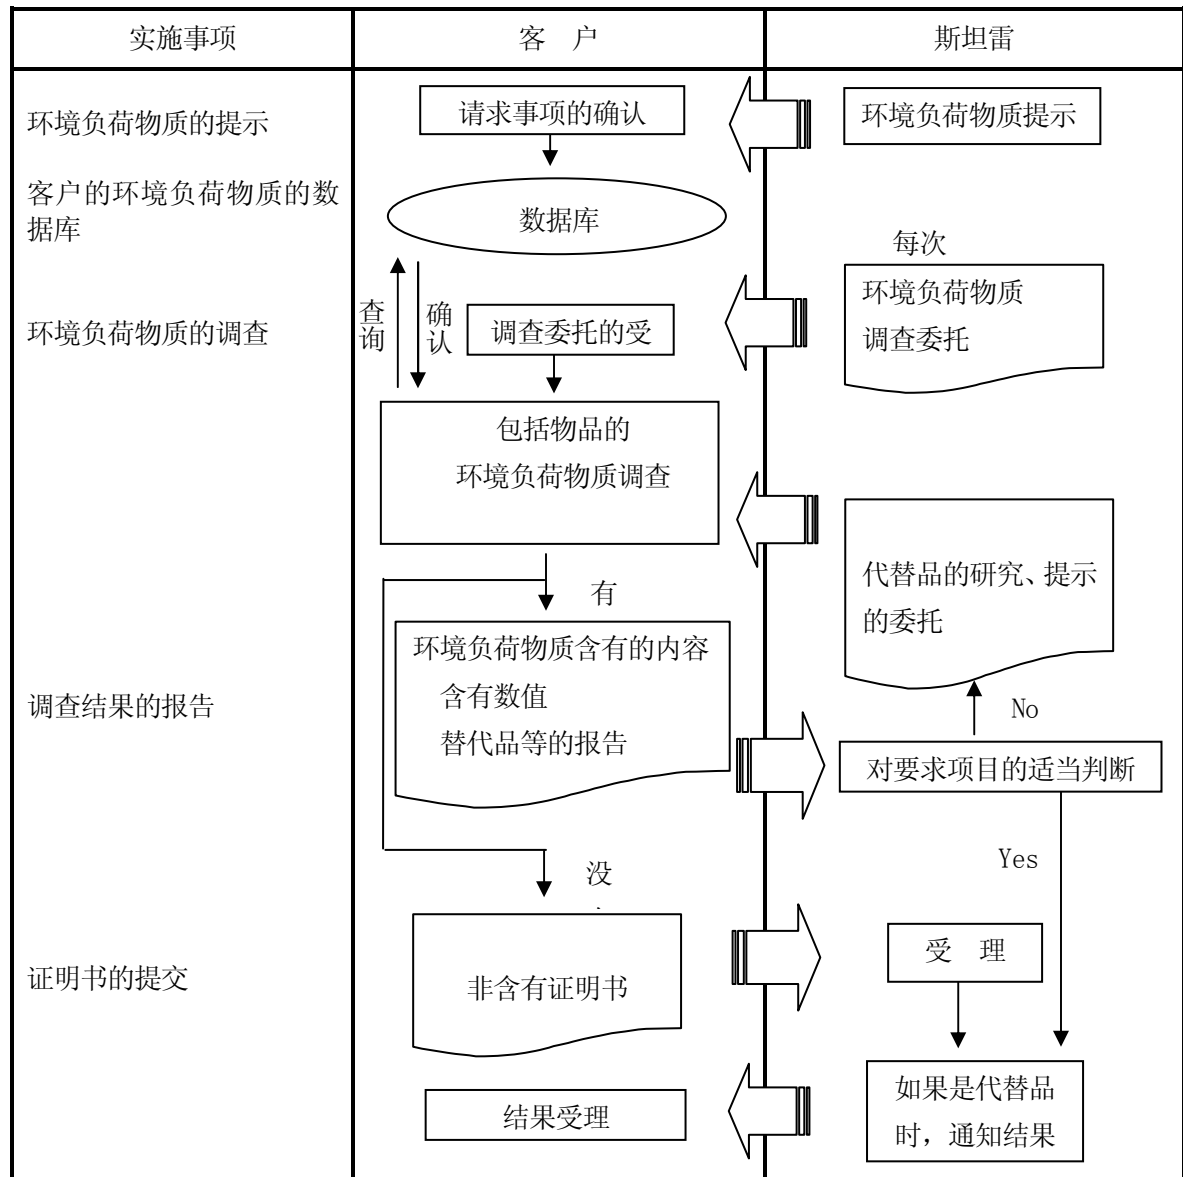 实施事项
客　户
斯坦雷
环境负荷物质的提示
请求事项的确认
环境负荷物质提示
客户的环境负荷物质的数
据库
数据库
每次
环境负荷物质
调查委托
环境负荷物质的调查
查询
确认
调查委托的受
包括物品的
环境负荷物质调查
代替品的研究、提示
的委托
有
环境负荷物质含有的内容
含有数值
替代品等的报告
调查结果的报告
No
对要求项目的适当判断
Yes
没
受　理
证明书的提交
非含有证明书
如果是代替品
时，通知结果
结果受理